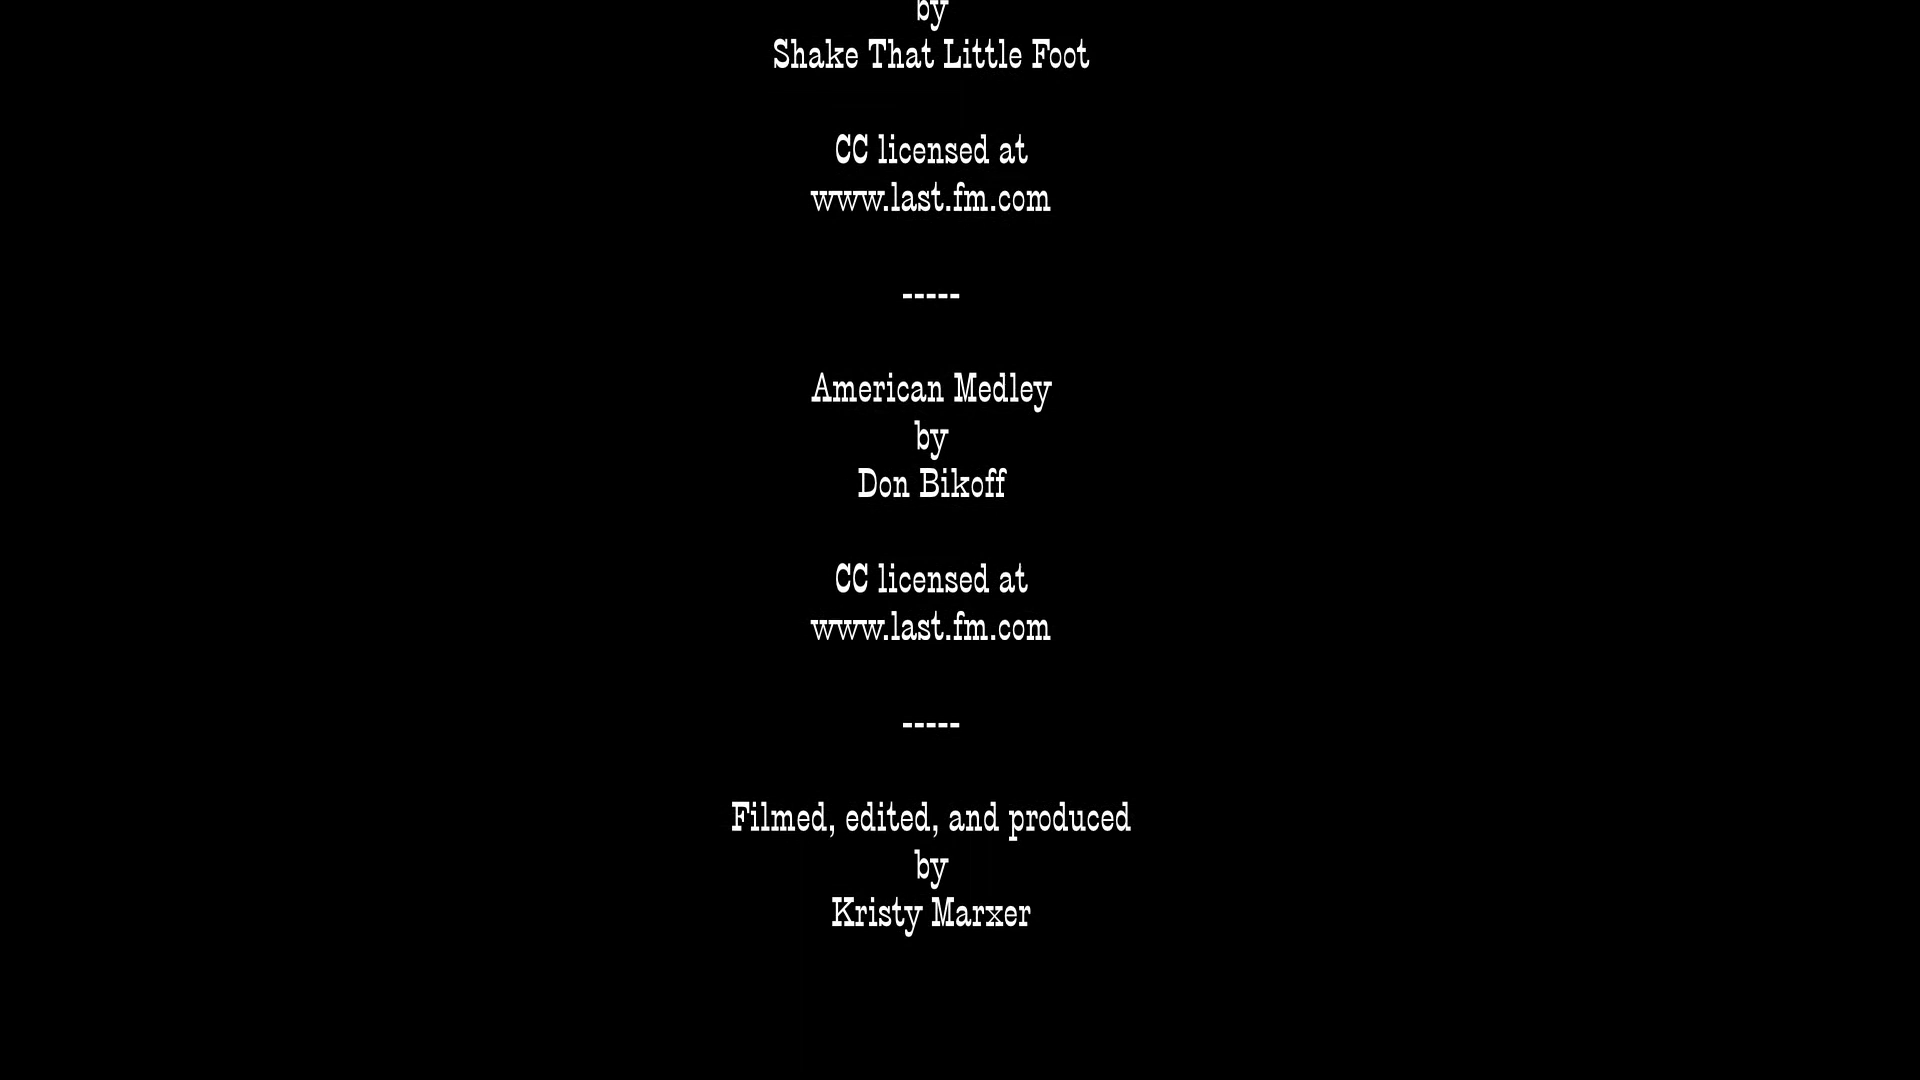 by
Shake That Little Foot
CC licensed at
www.last.fm.com
-----
American Medley
by
Don Bikoff
CC licensed at
www.last.fm.com
-----
Filmed, edited, and produced
by
Kristy Marxer